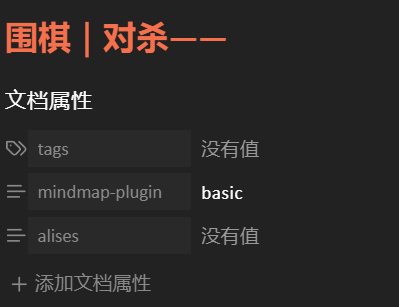 围棋 | 对杀——
文档属性
tags 没有值
mindmap-plugin basic
alises 没有值
+ 添加文档属性